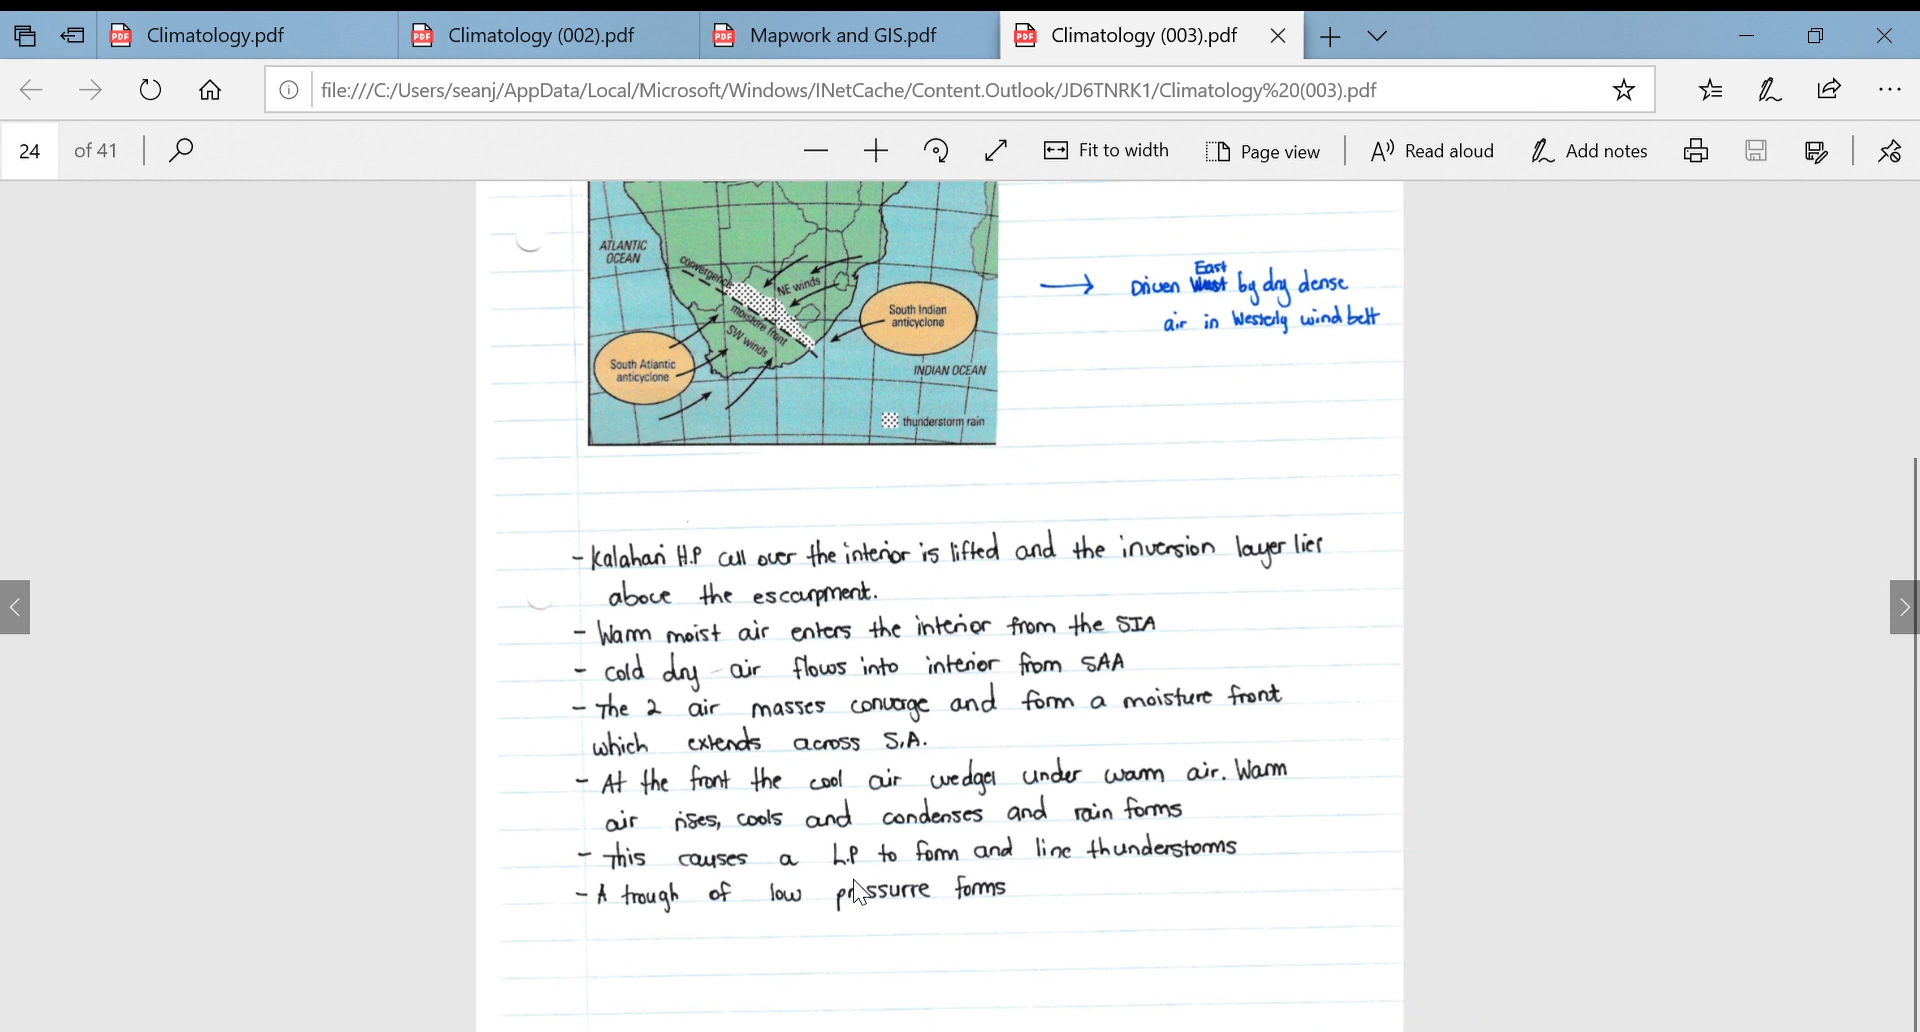 Climatology.pdf
Climatology (002).pdf
Mapwork and GIS.pdf
Climatology (003).pdf
file:///C:/Users/seanj/AppData/Local/Microsoft/Windows/INetCache/Content.Outlook/JD6TNRK1/Climatology%20(003).pdf
24 of 41
Fit to width
Page view
Read aloud
Add notes
ATLANTIC
OCEAN
convergence
NE winds
moisture front
SW winds
South Indian
anticyclone
South Atlantic
anticyclone
INDIAN OCEAN
thunderstorm rain
East
Driven West by dry dense
air in Westerly wind belt
- Kalahari H.P cell over the interior is lifted and the inversion layer lies
above the escarpment.
- Warm moist air enters the interior from the SIA
- cold dry air flows into interior from SAA
- The 2 air masses converge and form a moisture front
which extends across S.A.
- At the front the cool air wedges under warm air. Warm
air rises, cools and condenses and rain forms
- This causes a L.P to form and line thunderstorms
- A trough of low pressurre forms